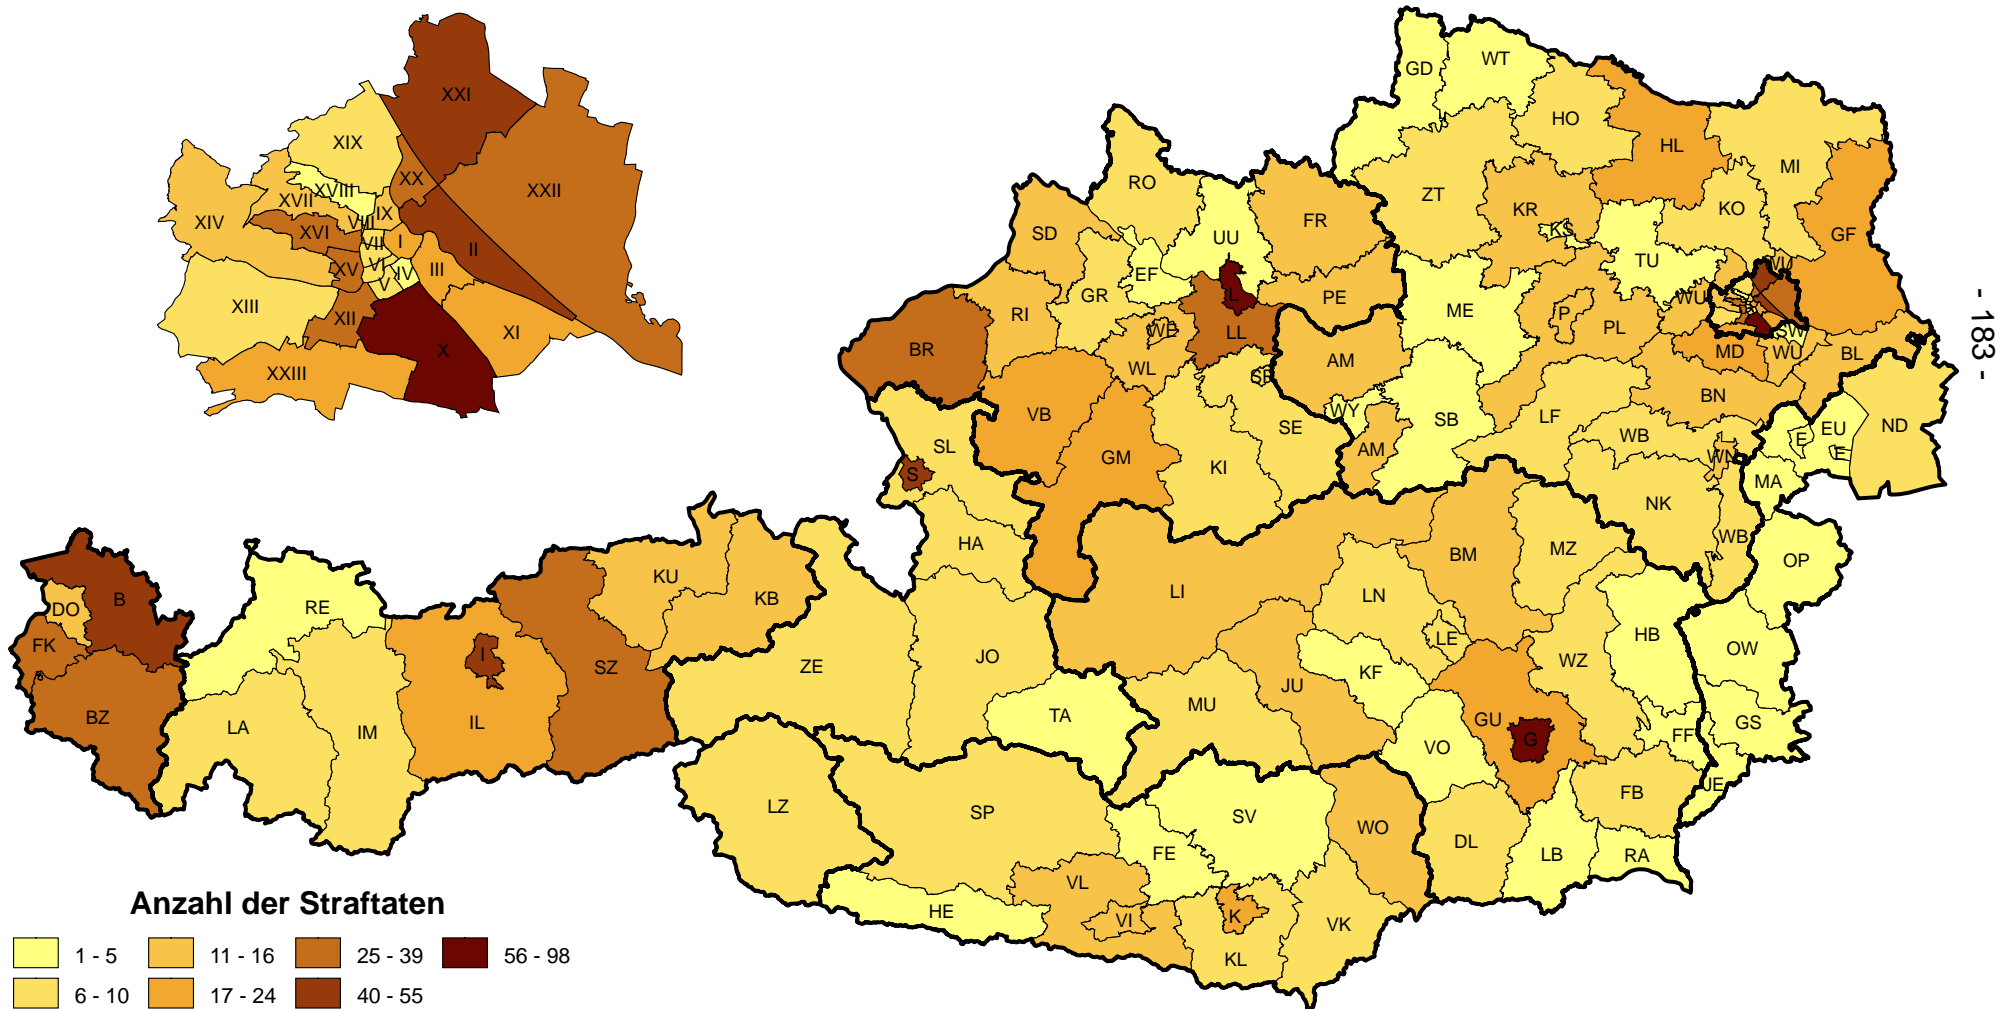 XXI
XIX
XX
XXII
XVIII
XVII
IX
XIV
VIII
XVI
I
VII
II
XV
VI
IV
III
V
XIII
XII
XI
X
XXIII
GD
WT
HO
HL
MI
RO
ZT
KO
SD
FR
KR
KS
GF
UU
TU
EF
GR
L
PE
ME
WU
WU
RI
WE
LL
P
PL
SW
BR
WL
AM
MD
WU
BL
SE
BN
VB
WY
SB
LF
EU
ND
SL
GM
KI
SE
AM
WB
E
E
S
WN
MA
NK
HA
BM
MZ
WB
OP
KU
B
DO
RE
KB
LI
LN
LE
HB
FK
I
SZ
ZE
JO
KF
WZ
OW
BZ
LA
IM
IL
TA
MU
JU
GU
G
FF
GS
VO
JE
LZ
SP
SV
WO
FB
FE
DL
LB
RA
VL
HE
VI
K
VK
KL
- 183 -
Anzahl der Straftaten
1 - 5
11 - 16
25 - 39
56 - 98
6 - 10
17 - 24
40 - 55